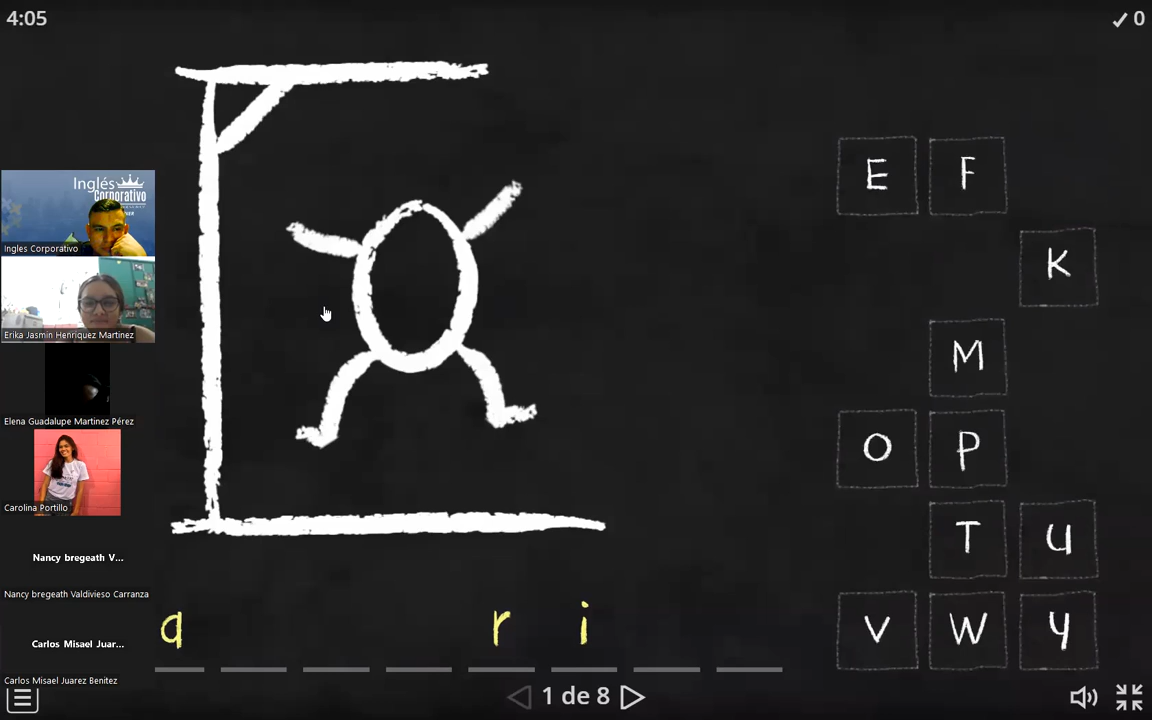 4:05
✓ 0
E F
K
M
O P
T U
V W Y
Inglés
Corporativo
Ingles Corporativo
Erika Jasmin Henriquez Martinez
Elena Guadalupe Martinez Pérez
Carolina Portillo
Nancy bregeath V...
Nancy bregeath Valdivieso Carranza
Carlos Misael Juar...
Carlos Misael Juarez Benitez
a r i
1 de 8